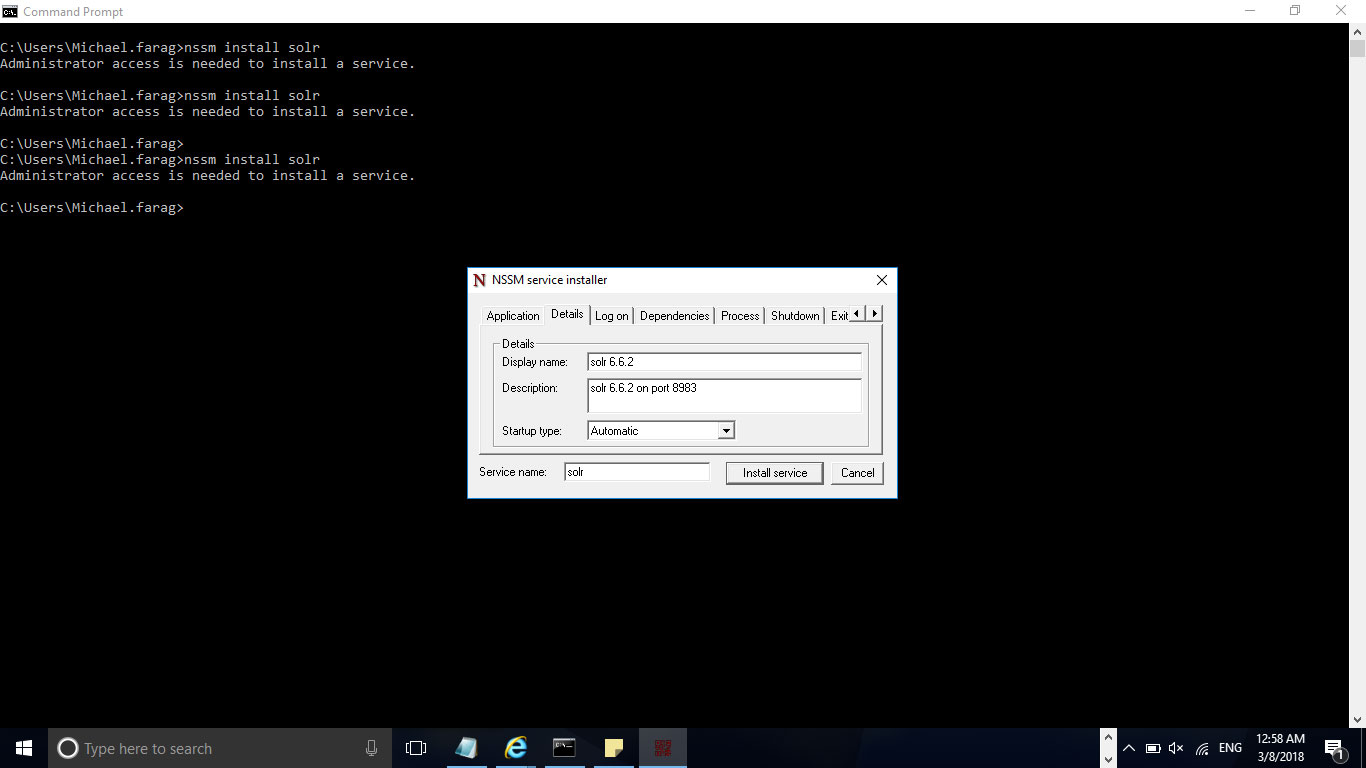 Command Prompt
C:\Users\Michael.farag>nssm install solr
Administrator access is needed to install a service.
C:\Users\Michael.farag>nssm install solr
Administrator access is needed to install a service.
C:\Users\Michael.farag>
C:\Users\Michael.farag>nssm install solr
Administrator access is needed to install a service.
C:\Users\Michael.farag>
N NSSM service installer
Application Details Log on Dependencies Process Shutdown Exit
Details
Display name: solr 6.6.2
Description: solr 6.6.2 on port 8983
Startup type: Automatic
Service name: solr Install service Cancel
Type here to search
ENG
12:58 AM
3/8/2018
1